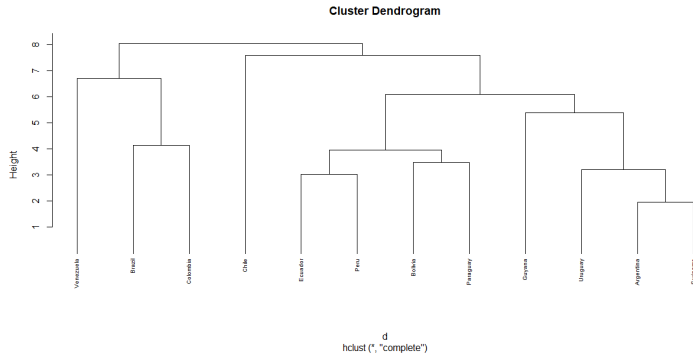 Cluster Dendrogram
Height
8
7
6
5
4
3
2
1
Venezuela
Brazil
Colombia
Chile
Ecuador
Peru
Bolivia
Paraguay
Guyana
Uruguay
Argentina
d
hclust (*, "complete")